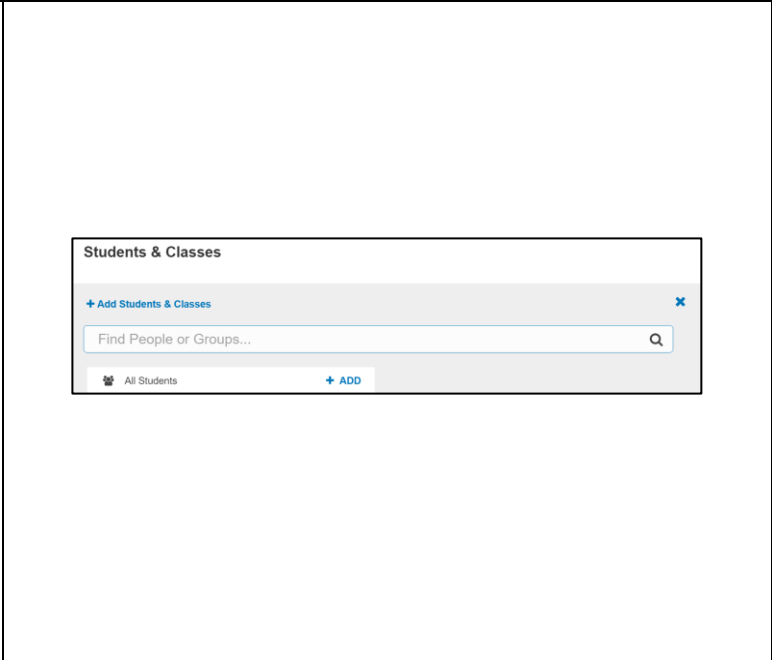 Students & Classes
+ Add Students & Classes
Find People or Groups...
All Students + ADD